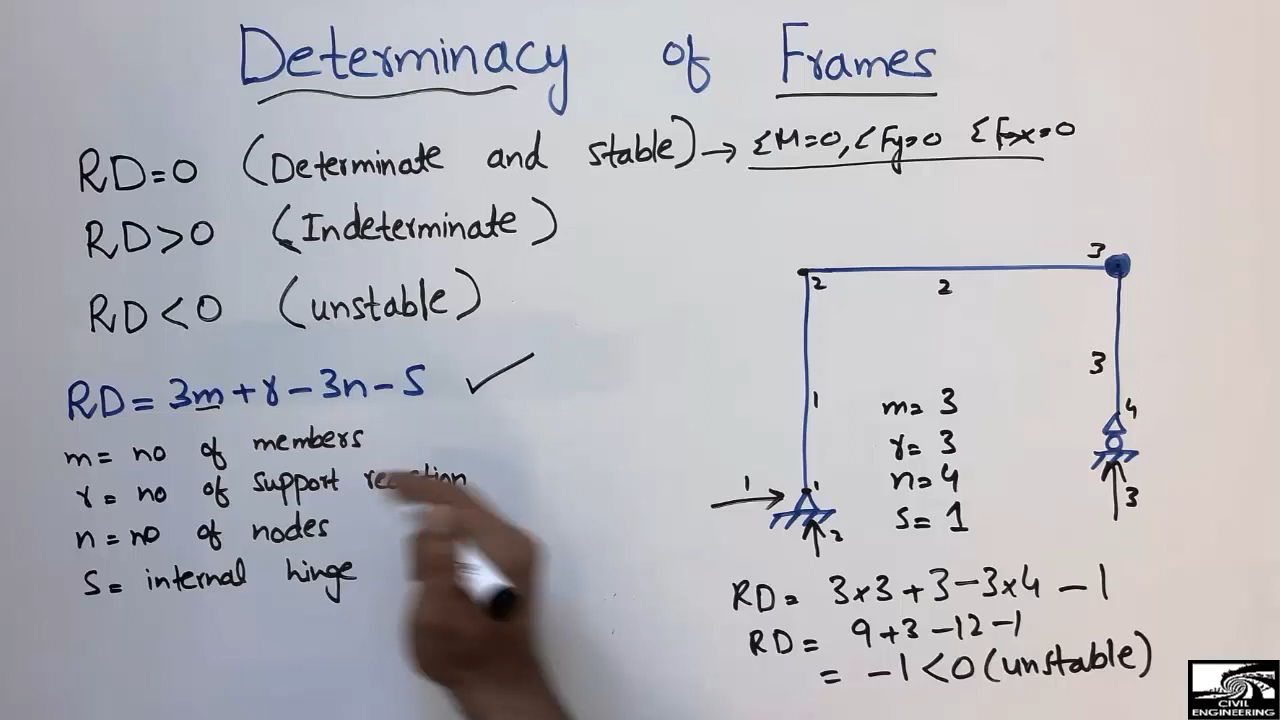 Determinacy of Frames
RD=0 (Determinate and stable) → ΣM=0, ΣFy=0 ΣFx=0
RD>0 (Indeterminate)
RD<0 (unstable)
RD= 3m+r-3n-S ✓
m= no of members
r= no of support reaction
n= no of nodes
S= internal hinge
3
2
2
3
1
4
1
1
2
3
m= 3
r= 3
n= 4
S= 1
RD= 3×3+3-3×4-1
RD= 9+3-12-1
= -1<0 (unstable)
CIVIL
ENGINEERING